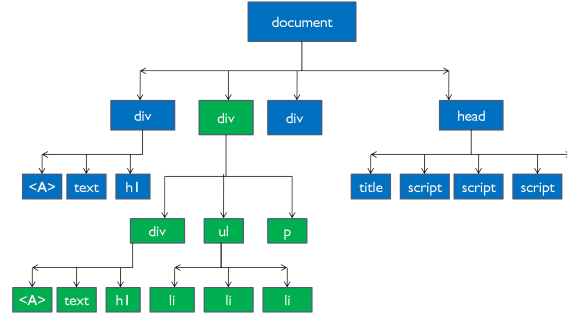 document
div
div
div
head
<A>
text
h1
title
script
script
script
div
ul
p
<A>
text
h1
li
li
li